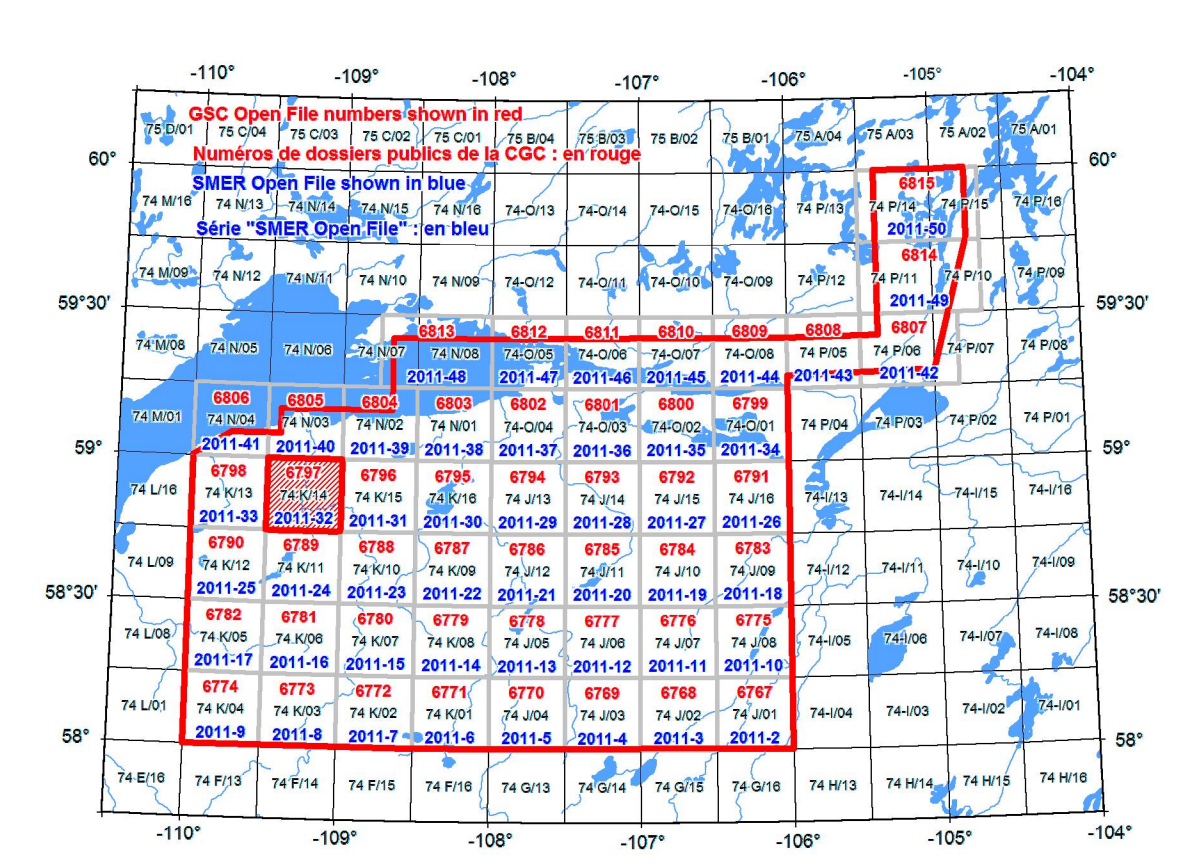 -110° -109° -108° -107° -106° -105° -104°
GSC Open File numbers shown in red
75 D/01 75 C/04 75 C/03 75 C/02 75 C/01 75 B/04 75 B/03 75 B/02 75 B/01 75 A/04 75 A/03 75 A/02 75 A/01
Numéros de dossiers publics de la CGC : en rouge
60° 60°
SMER Open File shown in blue
6815
74 M/16 74 N/13 74 N/14 74 N/15 74 N/16 74-O/13 74-O/14 74-O/15 74-O/16 74 P/13 74 P/14 74 P/15 74 P/16
Série "SMER Open File" : en bleu
2011-50
6814
74 M/09 74 N/12 74 N/11 74 N/10 74 N/09 74-O/12 74-O/11 74-O/10 74-O/09 74 P/12 74 P/11 74 P/10 74 P/09
2011-49
59°30' 59°30'
6813 6812 6811 6810 6809 6808 6807
74 M/08 74 N/05 74 N/06 74 N/07 74 N/08 74-O/05 74-O/06 74-O/07 74-O/08 74 P/05 74 P/06 74 P/07 74 P/08
2011-48 2011-47 2011-46 2011-45 2011-44 2011-43 2011-42
6806 6805 6804 6803 6802 6801 6800 6799
74 M/01 74 N/04 74 N/03 74 N/02 74 N/01 74-O/04 74-O/03 74-O/02 74-O/01 74 P/04 74 P/03 74 P/02 74 P/01
2011-41 2011-40 2011-39 2011-38 2011-37 2011-36 2011-35 2011-34
59° 59°
6798 6797 6796 6795 6794 6793 6792 6791
74 L/16 74 K/13 74 K/14 74 K/15 74 K/16 74 J/13 74 J/14 74 J/15 74 J/16 74-I/13 74-I/14 74-I/15 74-I/16
2011-33 2011-32 2011-31 2011-30 2011-29 2011-28 2011-27 2011-26
6790 6789 6788 6787 6786 6785 6784 6783
74 L/09 74 K/12 74 K/11 74 K/10 74 K/09 74 J/12 74 J/11 74 J/10 74 J/09 74-I/12 74-I/11 74-I/10 74-I/09
2011-25 2011-24 2011-23 2011-22 2011-21 2011-20 2011-19 2011-18
58°30' 58°30'
6782 6781 6780 6779 6778 6777 6776 6775
74 L/08 74 K/05 74 K/06 74 K/07 74 K/08 74 J/05 74 J/06 74 J/07 74 J/08 74-I/05 74-I/06 74-I/07 74-I/08
2011-17 2011-16 2011-15 2011-14 2011-13 2011-12 2011-11 2011-10
6774 6773 6772 6771 6770 6769 6768 6767
74 L/01 74 K/04 74 K/03 74 K/02 74 K/01 74 J/04 74 J/03 74 J/02 74 J/01 74-I/04 74-I/03 74-I/02 74-I/01
2011-9 2011-8 2011-7 2011-6 2011-5 2011-4 2011-3 2011-2
58° 58°
74 E/16 74 F/13 74 F/14 74 F/15 74 F/16 74 G/13 74 G/14 74 G/15 74 G/16 74 H/13 74 H/14 74 H/15 74 H/16
-110° -109° -108° -107° -106° -105° -104°